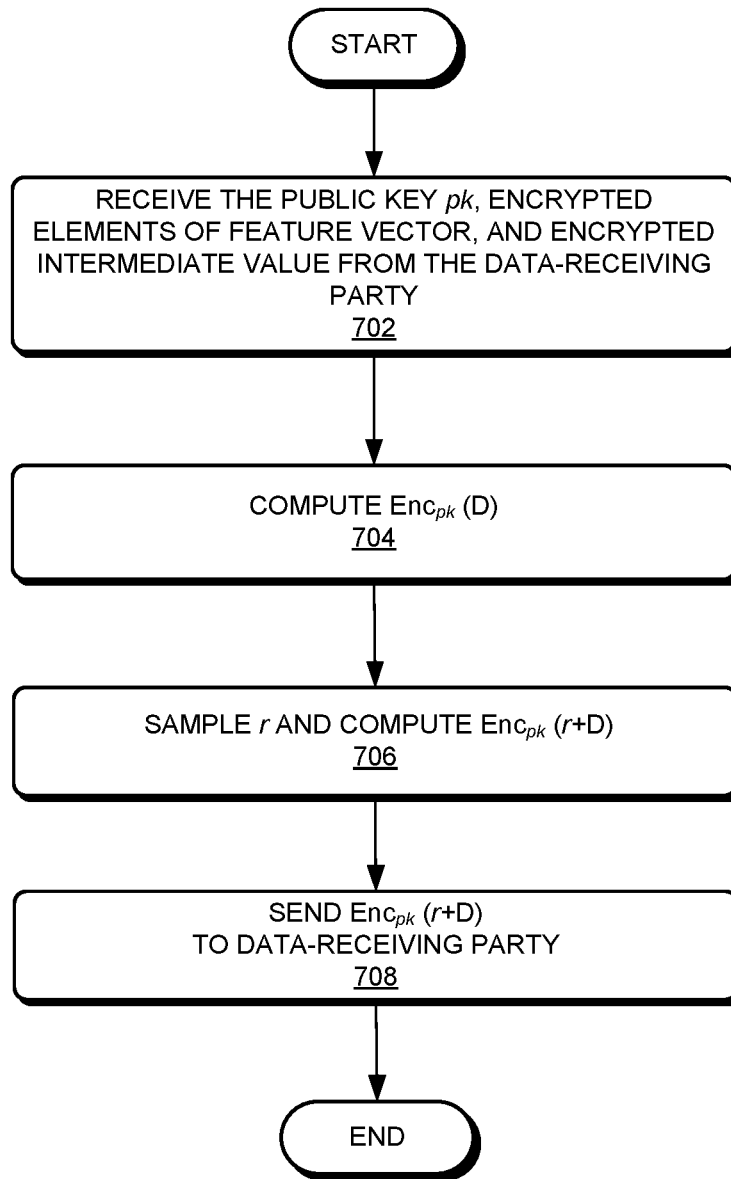 START
RECEIVE THE PUBLIC KEY pk, ENCRYPTED
ELEMENTS OF FEATURE VECTOR, AND ENCRYPTED
INTERMEDIATE VALUE FROM THE DATA-RECEIVING
PARTY
702
COMPUTE Encpk (D)
704
SAMPLE r AND COMPUTE Encpk (r+D)
706
SEND Encpk (r+D)
TO DATA-RECEIVING PARTY
708
END